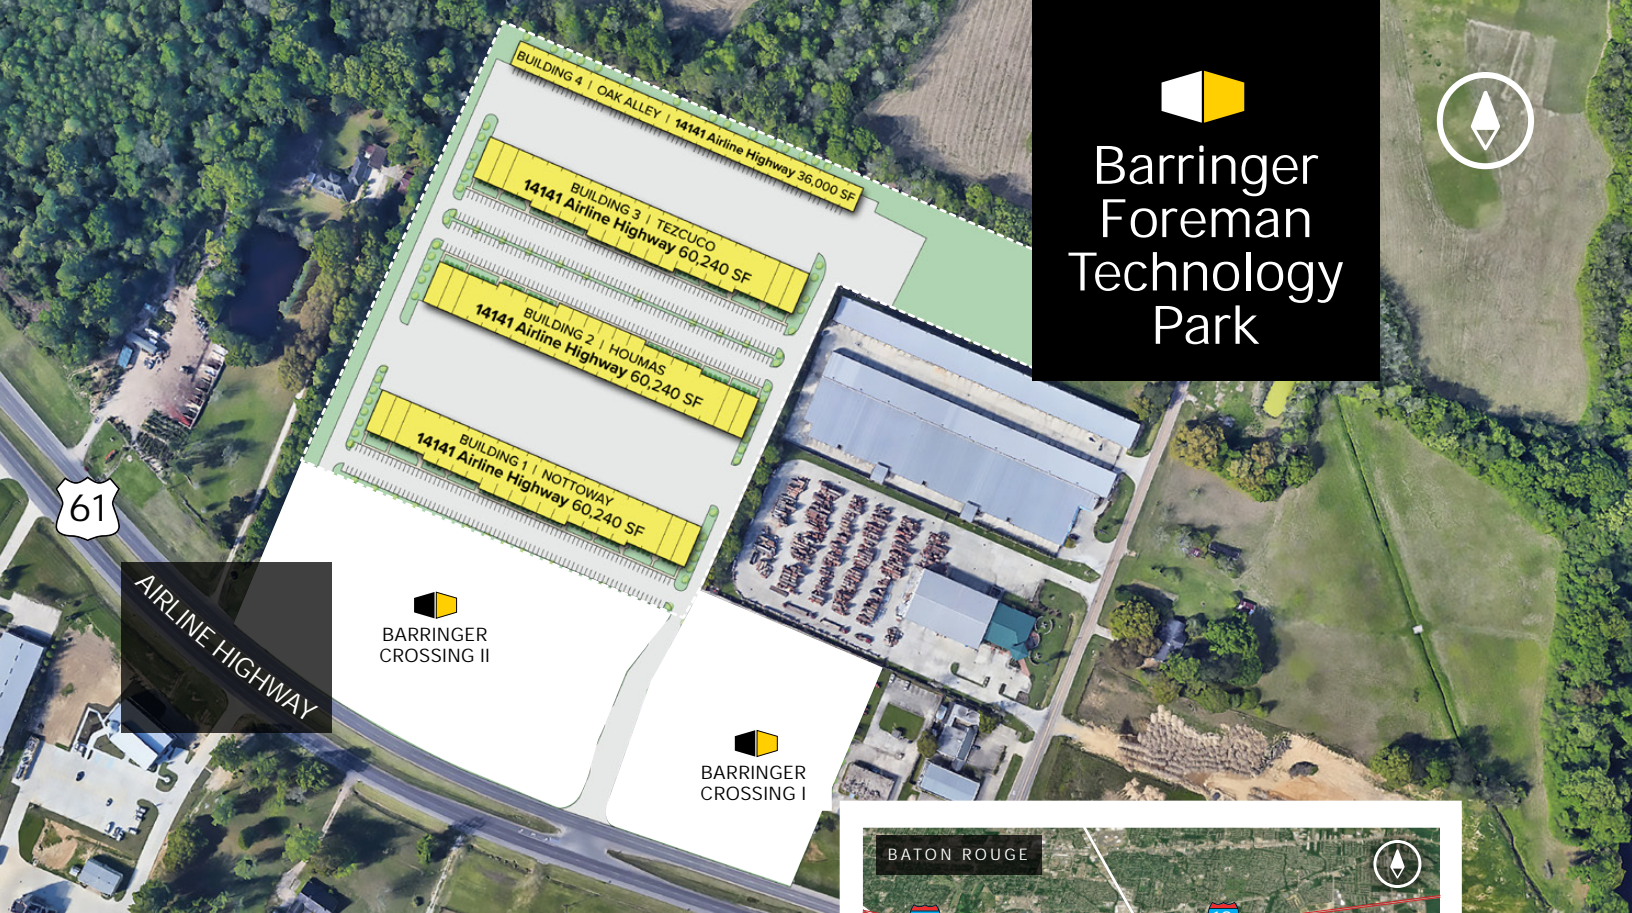 BUILDING 4 | OAK ALLEY | 14141 Airline Highway 36,000 SF
BUILDING 3 | TEZCUCO
14141 Airline Highway 60,240 SF
BUILDING 2 | HOUMAS
14141 Airline Highway 60,240 SF
BUILDING 1 | NOTTOWAY
14141 Airline Highway 60,240 SF
Barringer
Foreman
Technology
Park
61
AIRLINE HIGHWAY
BARRINGER
CROSSING II
BARRINGER
CROSSING I
BATON ROUGE